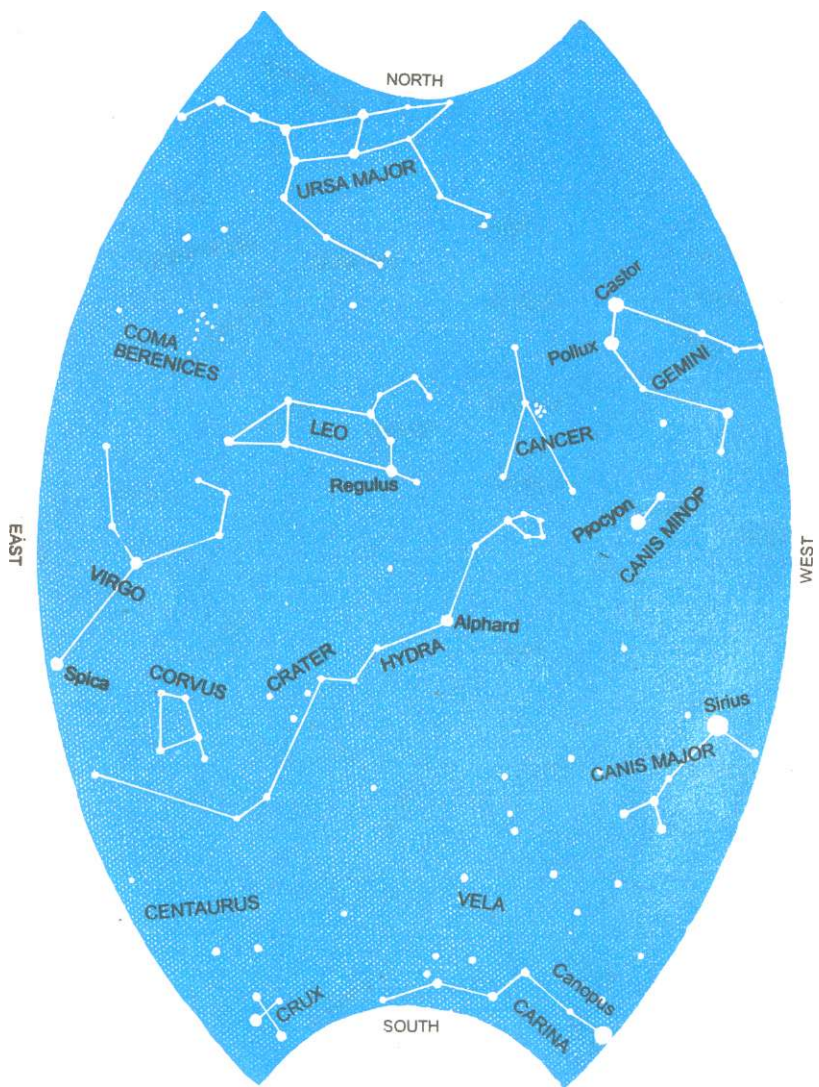 NORTH
URSA MAJOR
Castor
COMA
BERENICES
Pollux
GEMINI
LEO
CANCER
Regulus
Procyon
CANIS MINOP
EAST
WEST
VIRGO
Alphard
HYDRA
CRATER
Spica
CORVUS
Sirius
CANIS MAJOR
CENTAURUS
VELA
Canopus
CRUX
CARINA
SOUTH